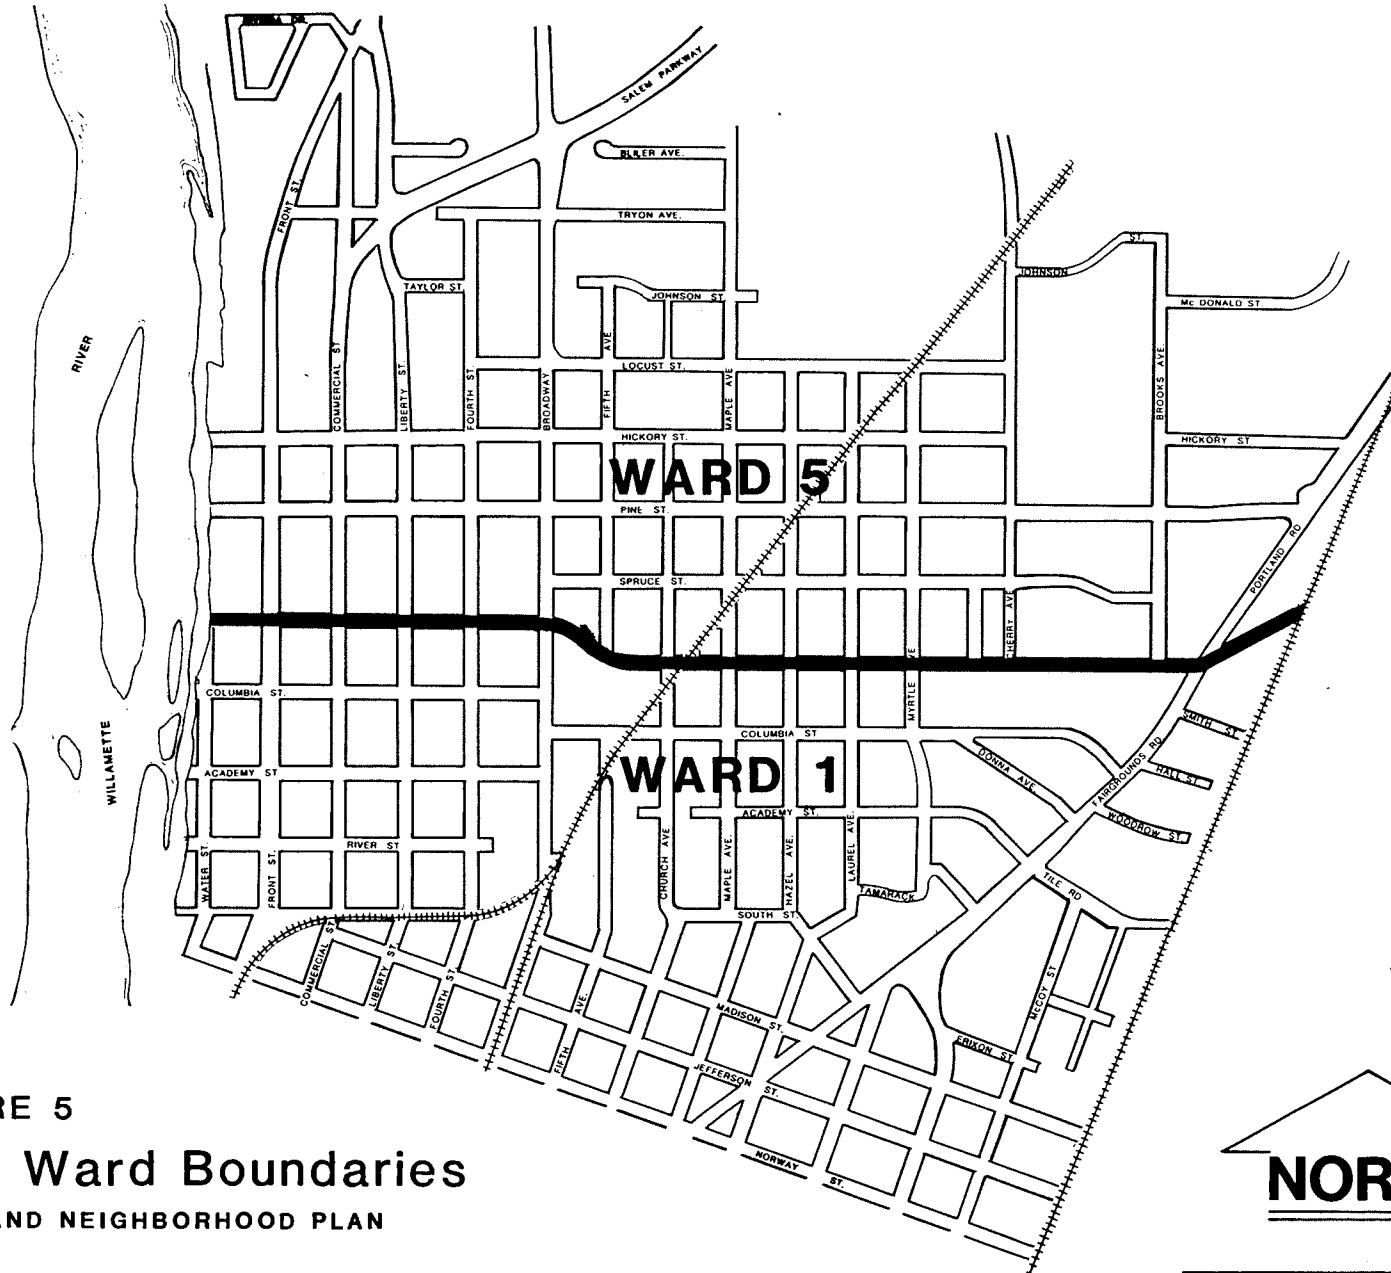 RIVIERA DR.
SALEM PARKWAY
BLILER AVE.
FRONT ST.
TRYON AVE.
ST.
JOHNSON
TAYLOR ST
JOHNSON ST
Mc DONALD ST
RIVER
COMMERCIAL ST
LIBERTY ST.
FOURTH ST.
BROADWAY
FIFTH AVE
LOCUST ST.
MAPLE AVE
BROOKS AVE.
HICKORY ST.
HICKORY ST
WARD 5
PINE ST.
PORTLAND RD
SPRUCE ST.
CHERRY AVE
MYRTLE AVE
COLUMBIA ST.
WILLAMETTE
COLUMBIA ST
SMITH ST.
DONNA AVE.
FAIRGROUNDS RD
HALL ST
ACADEMY ST
WARD 1
ACADEMY ST.
WOODROW ST
RIVER ST
WATER ST.
FRONT ST.
CHURCH AVE
MAPLE AVE.
HAZEL AVE.
LAUREL AVE.
TAMARACK
TILE RD
SOUTH ST.
COMMERCIAL ST
LIBERTY ST.
FOURTH ST
FIFTH AVE.
MADISON ST.
McCOY ST
ERIXON ST.
JEFFERSON ST.
NORWAY ST.
RE 5
Ward Boundaries
AND NEIGHBORHOOD PLAN
NOR